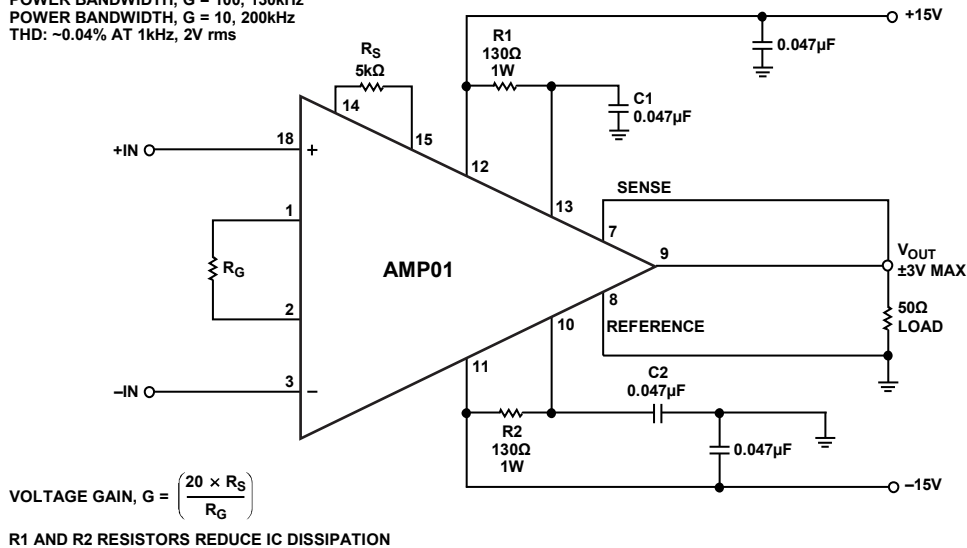 POWER BANDWIDTH, G = 100, 130kHz
POWER BANDWIDTH, G = 10, 200kHz
THD: ~0.04% AT 1kHz, 2V rms
+15V
0.047µF
R1
130Ω
1W
RS
5kΩ
C1
0.047µF
14
15
18
+
+IN
12
13
SENSE
1
7
RG
AMP01
9
VOUT
±3V MAX
2
8
REFERENCE
50Ω
LOAD
10
11
3
–
–IN
C2
0.047µF
R2
130Ω
1W
0.047µF
–15V
VOLTAGE GAIN, G = (20 × RS / RG)
R1 AND R2 RESISTORS REDUCE IC DISSIPATION